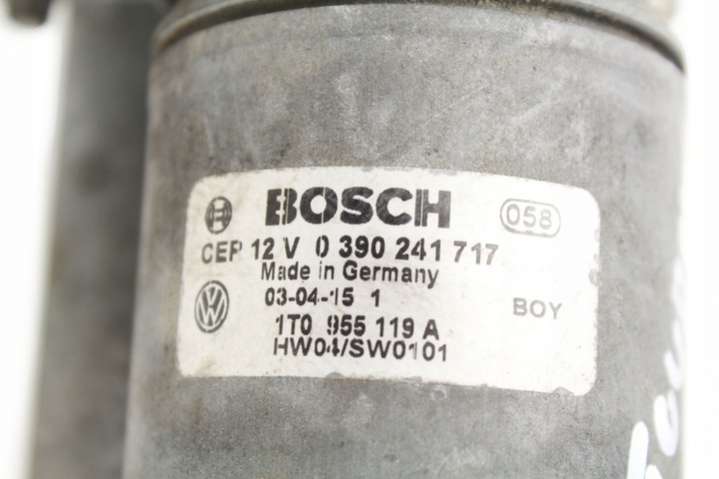 BOSCH 058
CEP 12 V 0 390 241 717
Made in Germany
03-04-15 1 BOY
1T0 955 119 A
HW04/SW0101